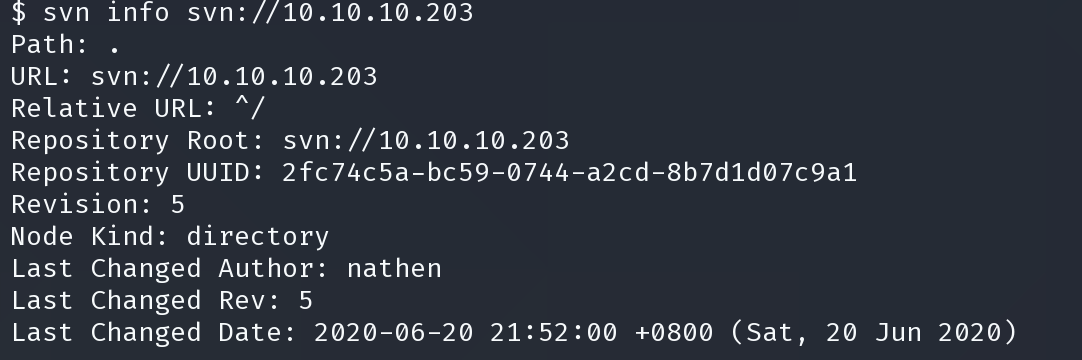 $ svn info svn://10.10.10.203
Path: .
URL: svn://10.10.10.203
Relative URL: ^/
Repository Root: svn://10.10.10.203
Repository UUID: 2fc74c5a-bc59-0744-a2cd-8b7d1d07c9a1
Revision: 5
Node Kind: directory
Last Changed Author: nathen
Last Changed Rev: 5
Last Changed Date: 2020-06-20 21:52:00 +0800 (Sat, 20 Jun 2020)